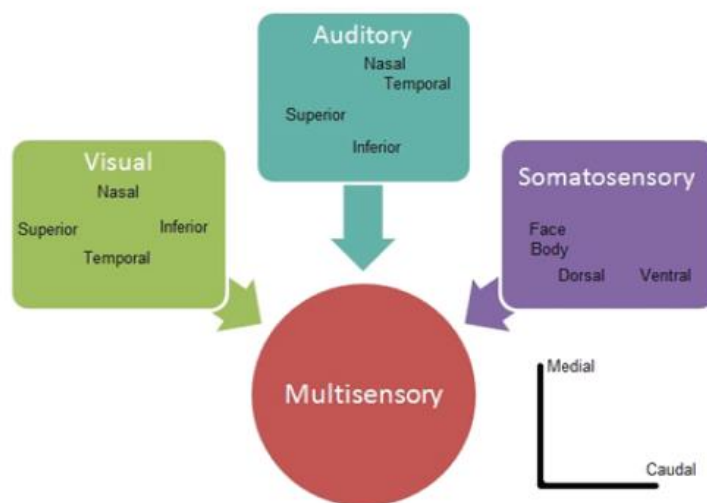 Auditory
Nasal
Temporal
Superior
Inferior
Visual
Nasal
Superior
Inferior
Temporal
Somatosensory
Face
Body
Dorsal Ventral
Multisensory
Medial
Caudal